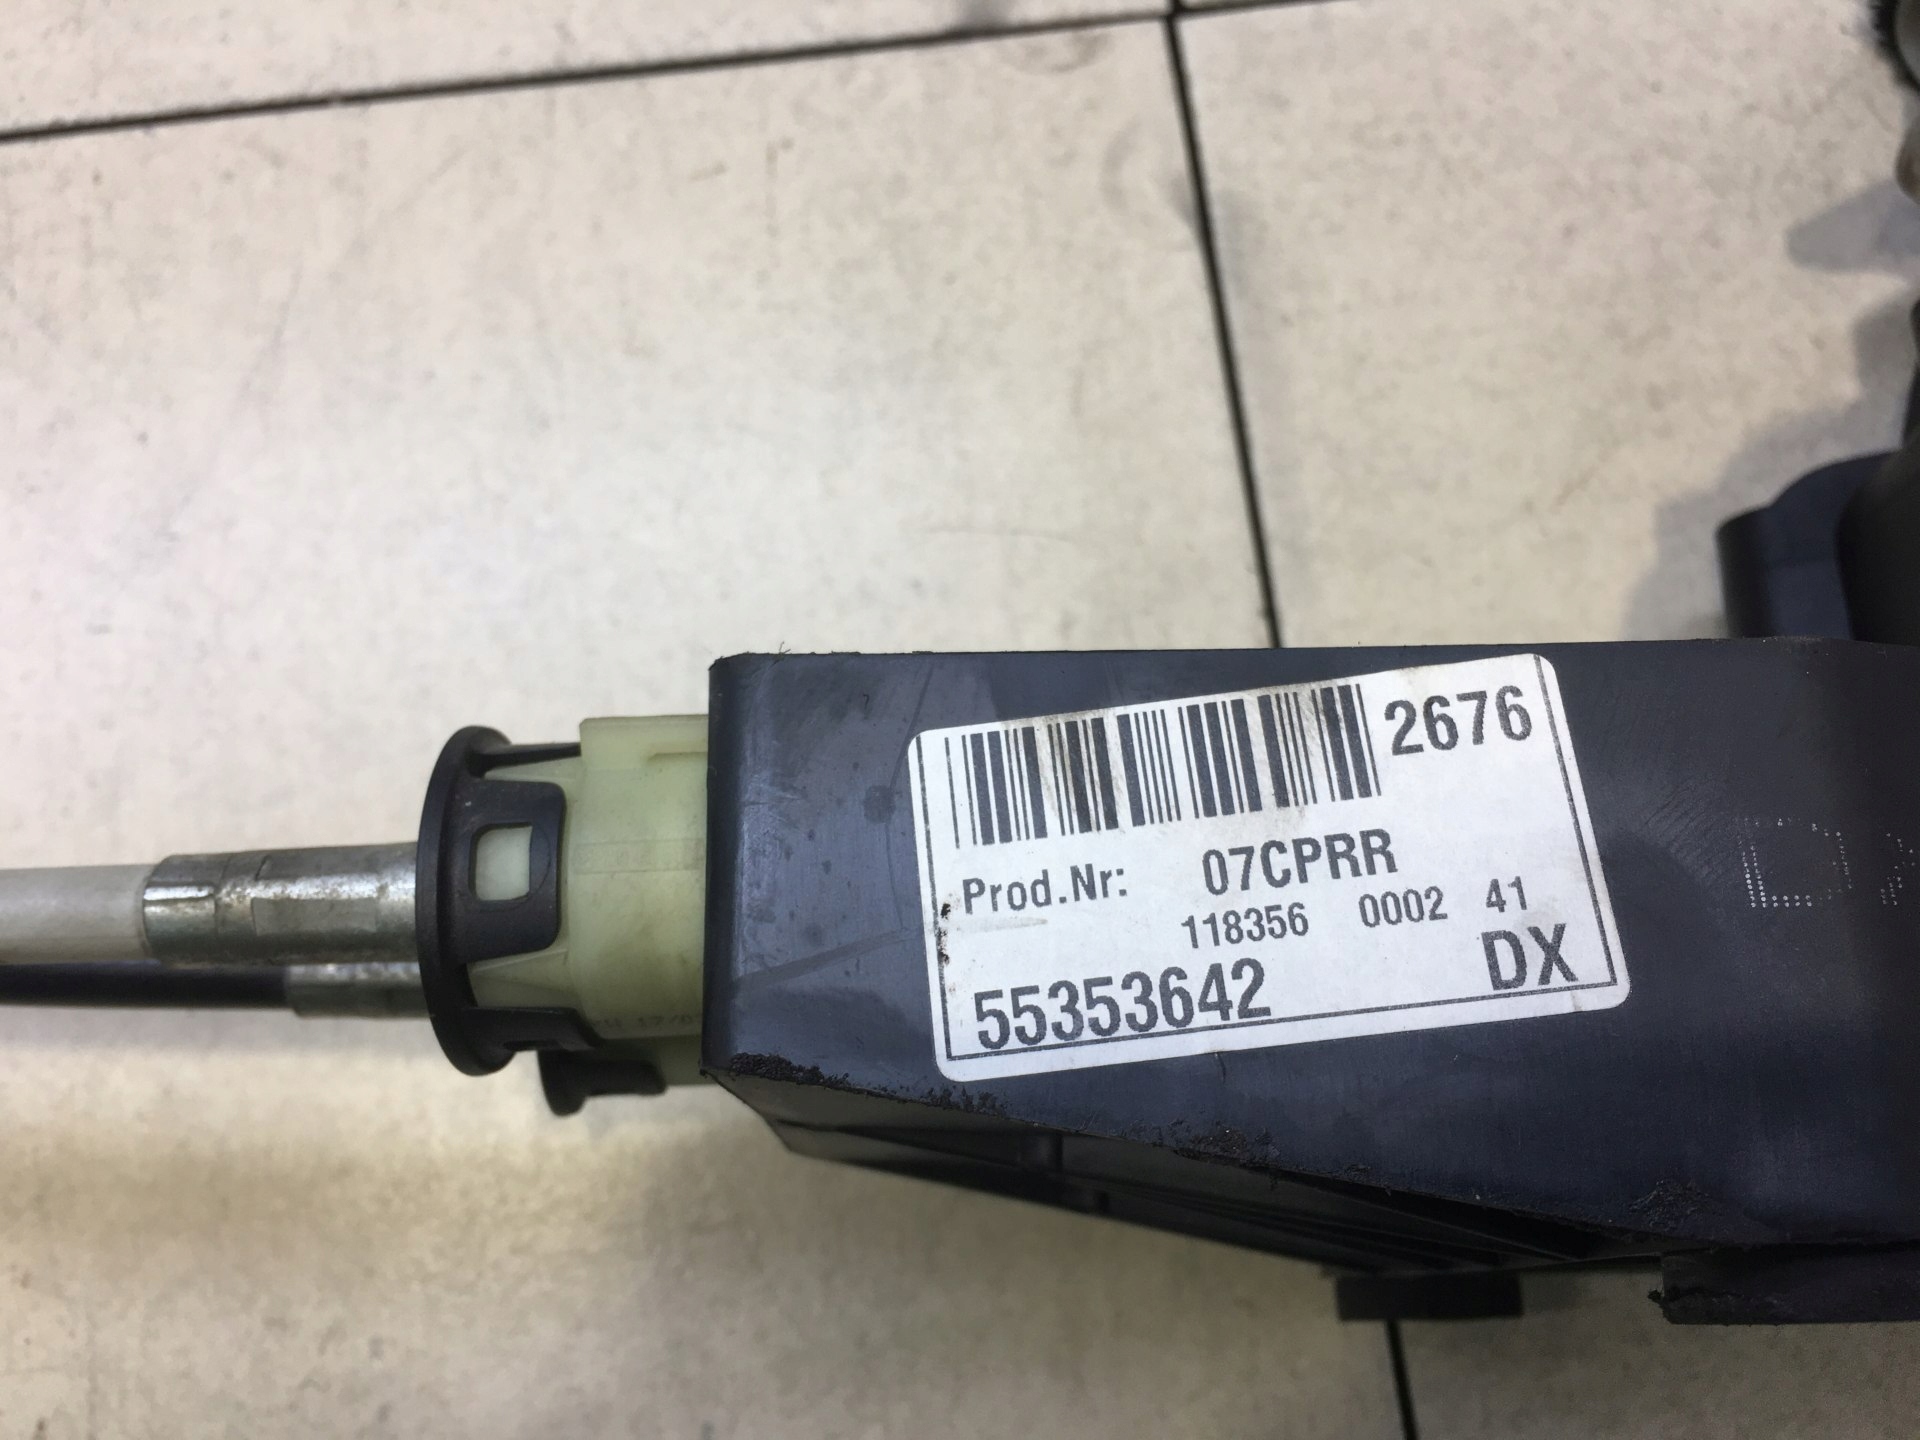 2676
Prod.Nr: 07CPRR
118356 0002 41
55353642 DX